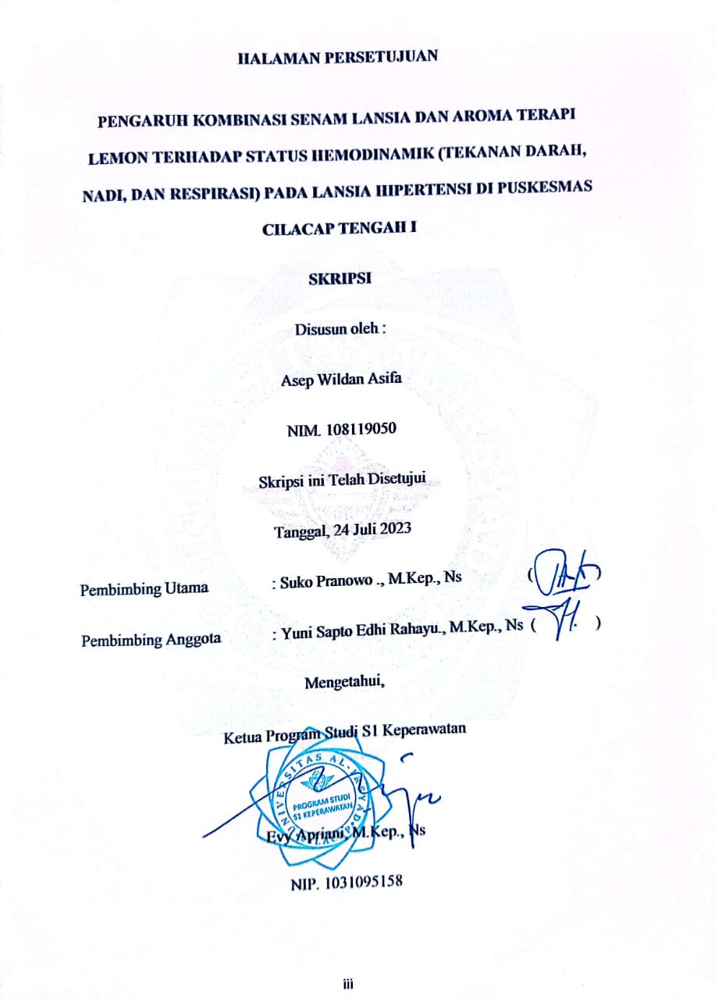 HALAMAN PERSETUJUAN
PENGARUH KOMBINASI SENAM LANSIA DAN AROMA TERAPI
LEMON TERHADAP STATUS HEMODINAMIK (TEKANAN DARAH,
NADI, DAN RESPIRASI) PADA LANSIA HIPERTENSI DI PUSKESMAS
CILACAP TENGAH I
SKRIPSI
Disusun oleh :
Asep Wildan Asifa
NIM. 108119050
Skripsi ini Telah Disetujui
Tanggal, 24 Juli 2023
Pembimbing Utama : Suko Pranowo ., M.Kep., Ns ( )
Pembimbing Anggota : Yuni Sapto Edhi Rahayu., M.Kep., Ns ( )
Mengetahui,
Ketua Program Studi S1 Keperawatan
UNIVERSITAS AL-IRSYAD
PROGRAM STUDI
S1 KEPERAWATAN
Evy Apriani, M.Kep., Ns
NIP. 1031095158
iii